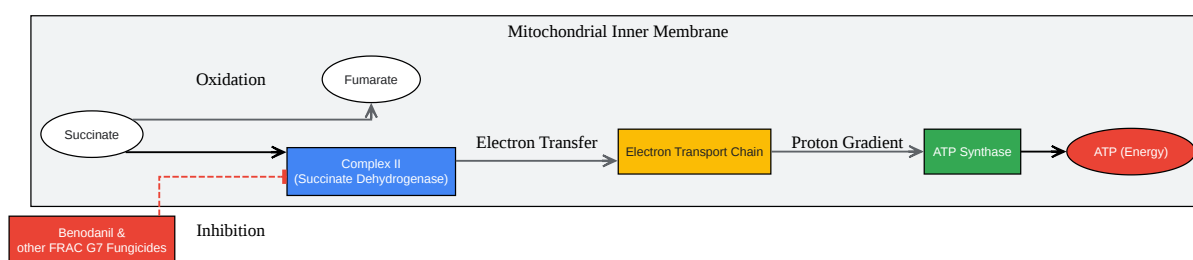 Mitochondrial Inner Membrane
Oxidation
Fumarate
Succinate
Electron Transfer
Proton Gradient
Complex II
(Succinate Dehydrogenase)
Electron Transport Chain
ATP Synthase
ATP (Energy)
Benodanil &
other FRAC G7 Fungicides
Inhibition